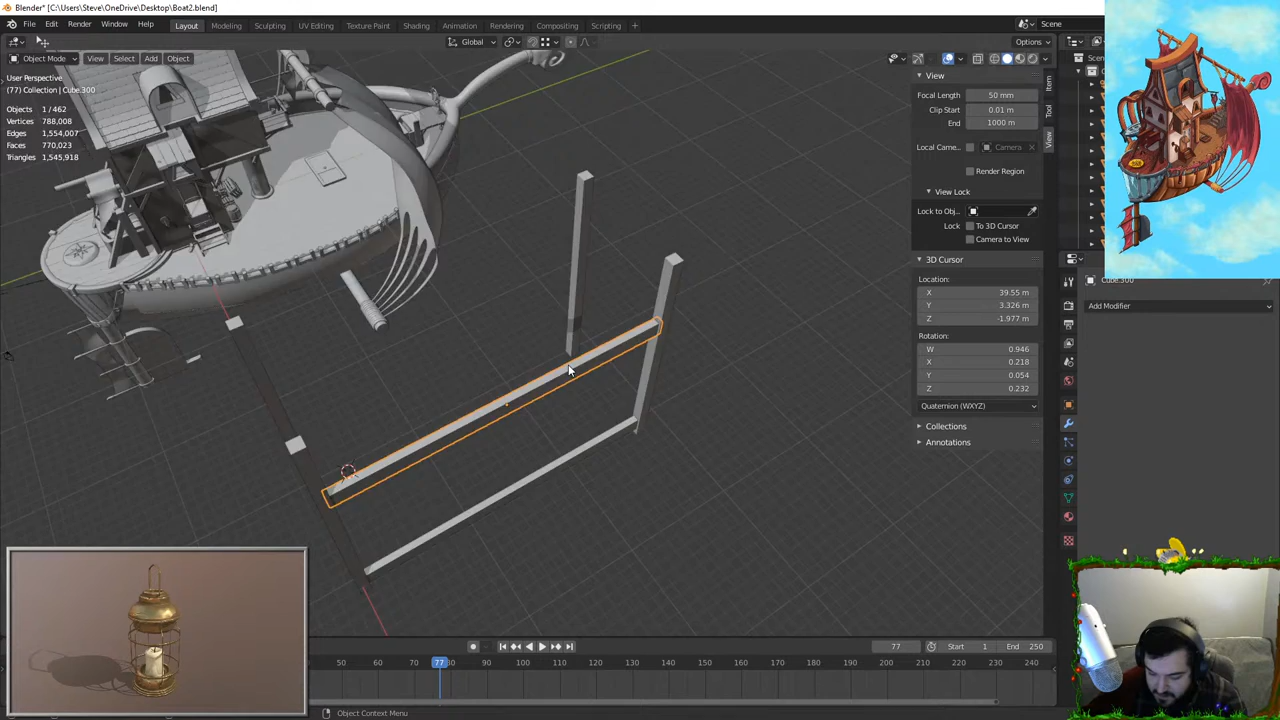 Blender* [C:\Users\Steve\OneDrive\Desktop\Boat2.blend]
File Edit Render Window Help Layout Modeling Sculpting UV Editing Texture Paint Shading Animation Rendering Compositing Scripting Scene
Global Options
Object Mode View Select Add Object
User Perspective
(77) Collection | Cube.300
Objects 1 / 462
Vertices 788,008
Edges 1,554,007
Faces 770,023
Triangles 1,545,918
View
Focal Length 50 mm
Clip Start 0.01 m
End 1000 m
Local Came... Camera
Render Region
View Lock
Lock to Obj...
Lock To 3D Cursor
Camera to View
3D Cursor
Location:
X 39.55 m
Y 3.326 m
Z -1.977 m
Rotation:
W 0.946
X 0.218
Y 0.054
Z 0.232
Quaternion (WXYZ)
Collections
Annotations
Item
Tool
View
Scen
Cube.300
Add Modifier
77 Start 1 End 250
50 60 70 77 80 90 100 110 120 130 140 150 160 170 180 190 200 210 220 230 240
Object Context Menu